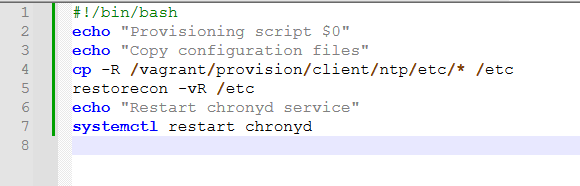 1 #!/bin/bash
2 echo "Provisioning script $0"
3 echo "Copy configuration files"
4 cp -R /vagrant/provision/client/ntp/etc/* /etc
5 restorecon -vR /etc
6 echo "Restart chronyd service"
7 systemctl restart chronyd
8